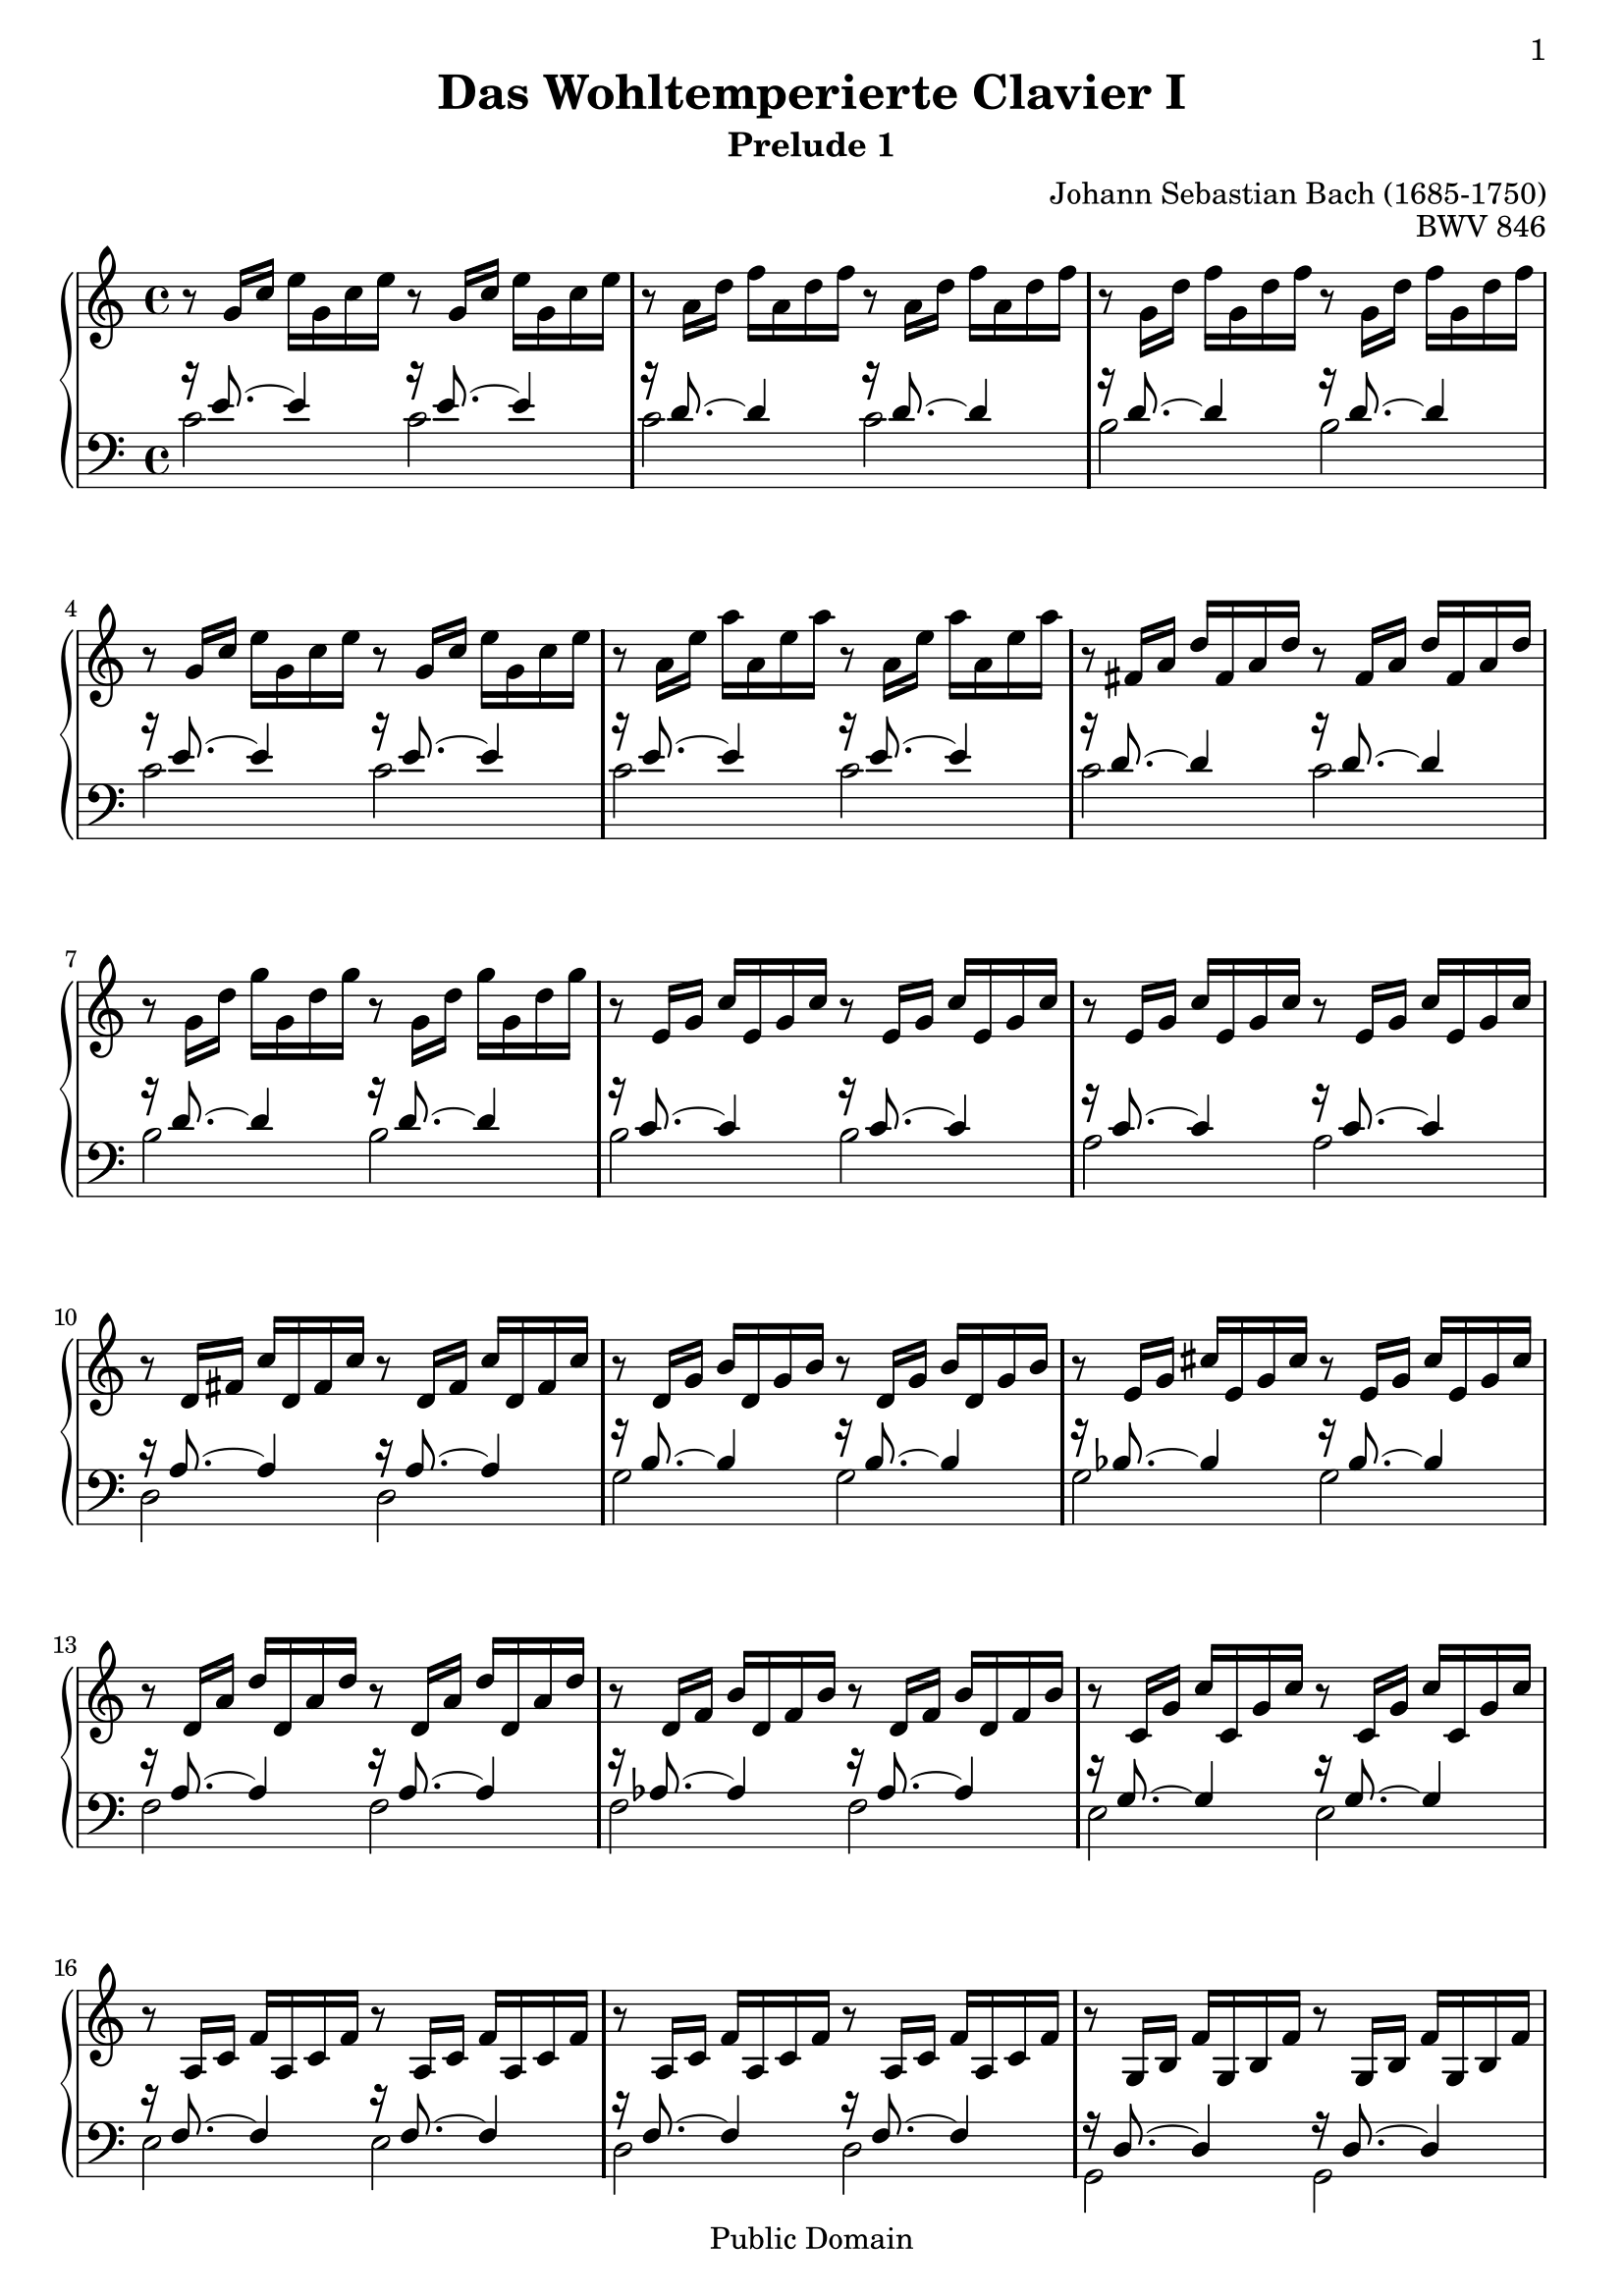 1
Das Wohltemperierte Clavier I
Prelude 1
Johann Sebastian Bach (1685-1750)
BWV 846
4
7
10
13
16
Public Domain